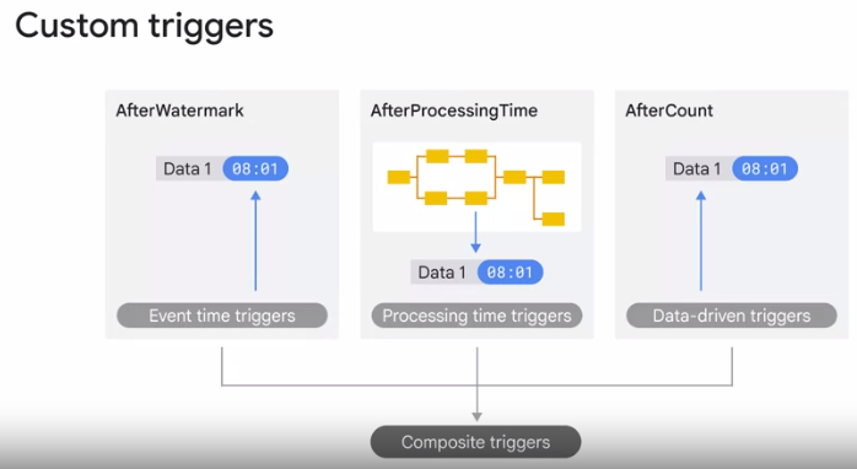 Custom triggers
AfterWatermark
Data 1 08:01
Event time triggers
AfterProcessingTime
Data 1 08:01
Processing time triggers
AfterCount
Data 1 08:01
Data-driven triggers
Composite triggers